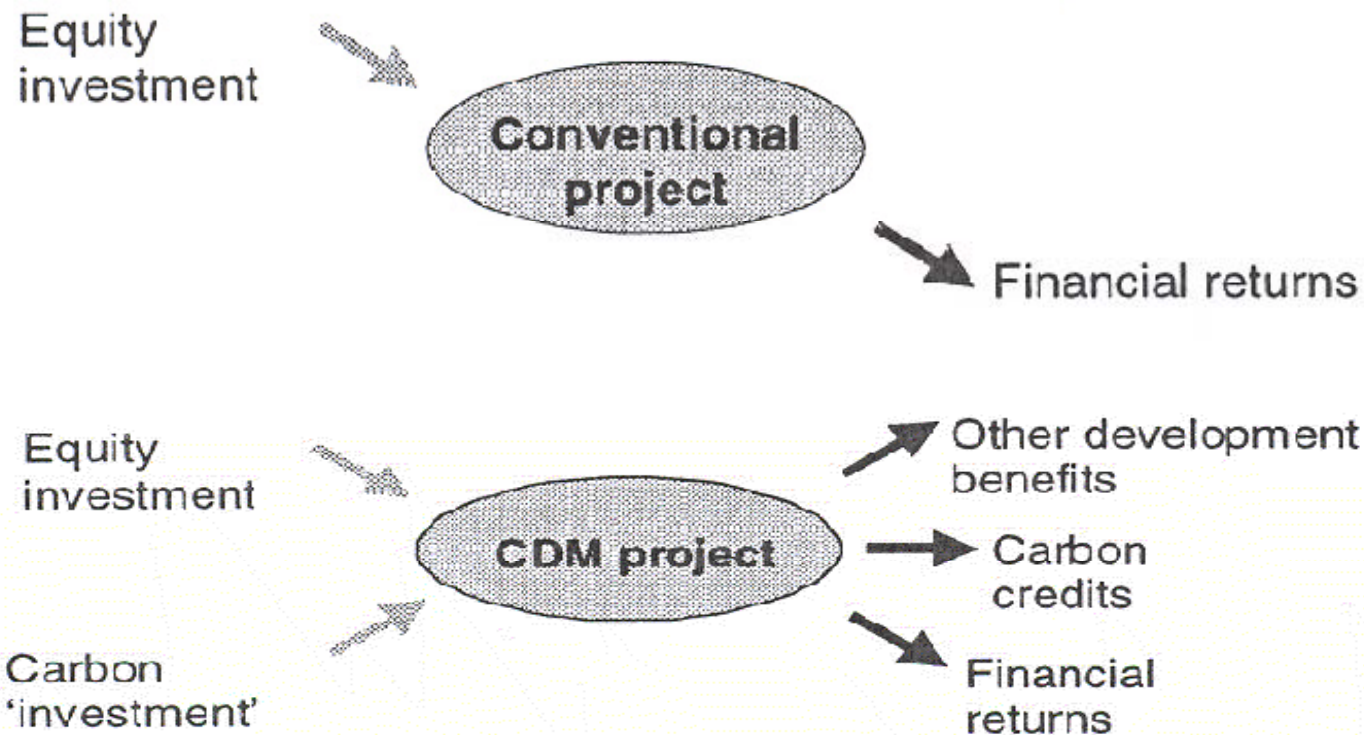 Equity
investment
Conventional
project
Financial returns
Equity
investment
Other development
benefits
CDM project
Carbon
credits
Carbon
‘investment’
Financial
returns